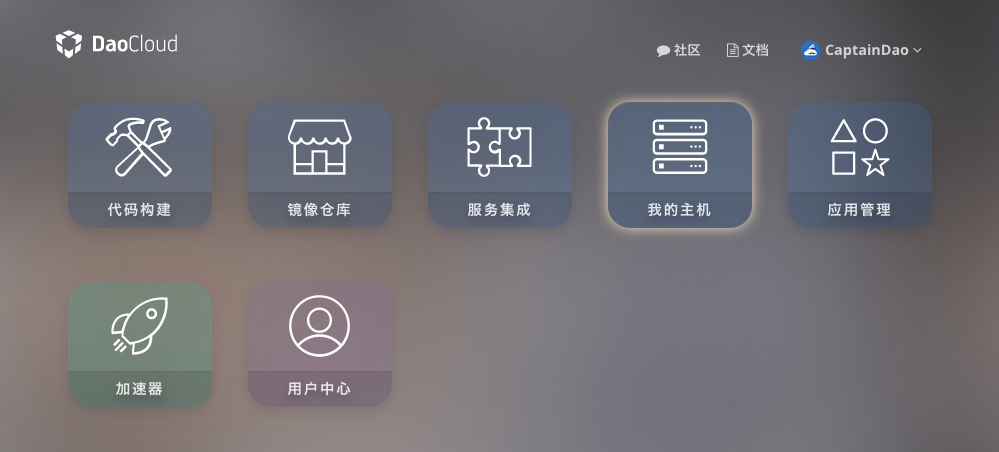 DaoCloud
社区 文档 CaptainDao
代码构建 镜像仓库 服务集成 我的主机 应用管理
加速器 用户中心